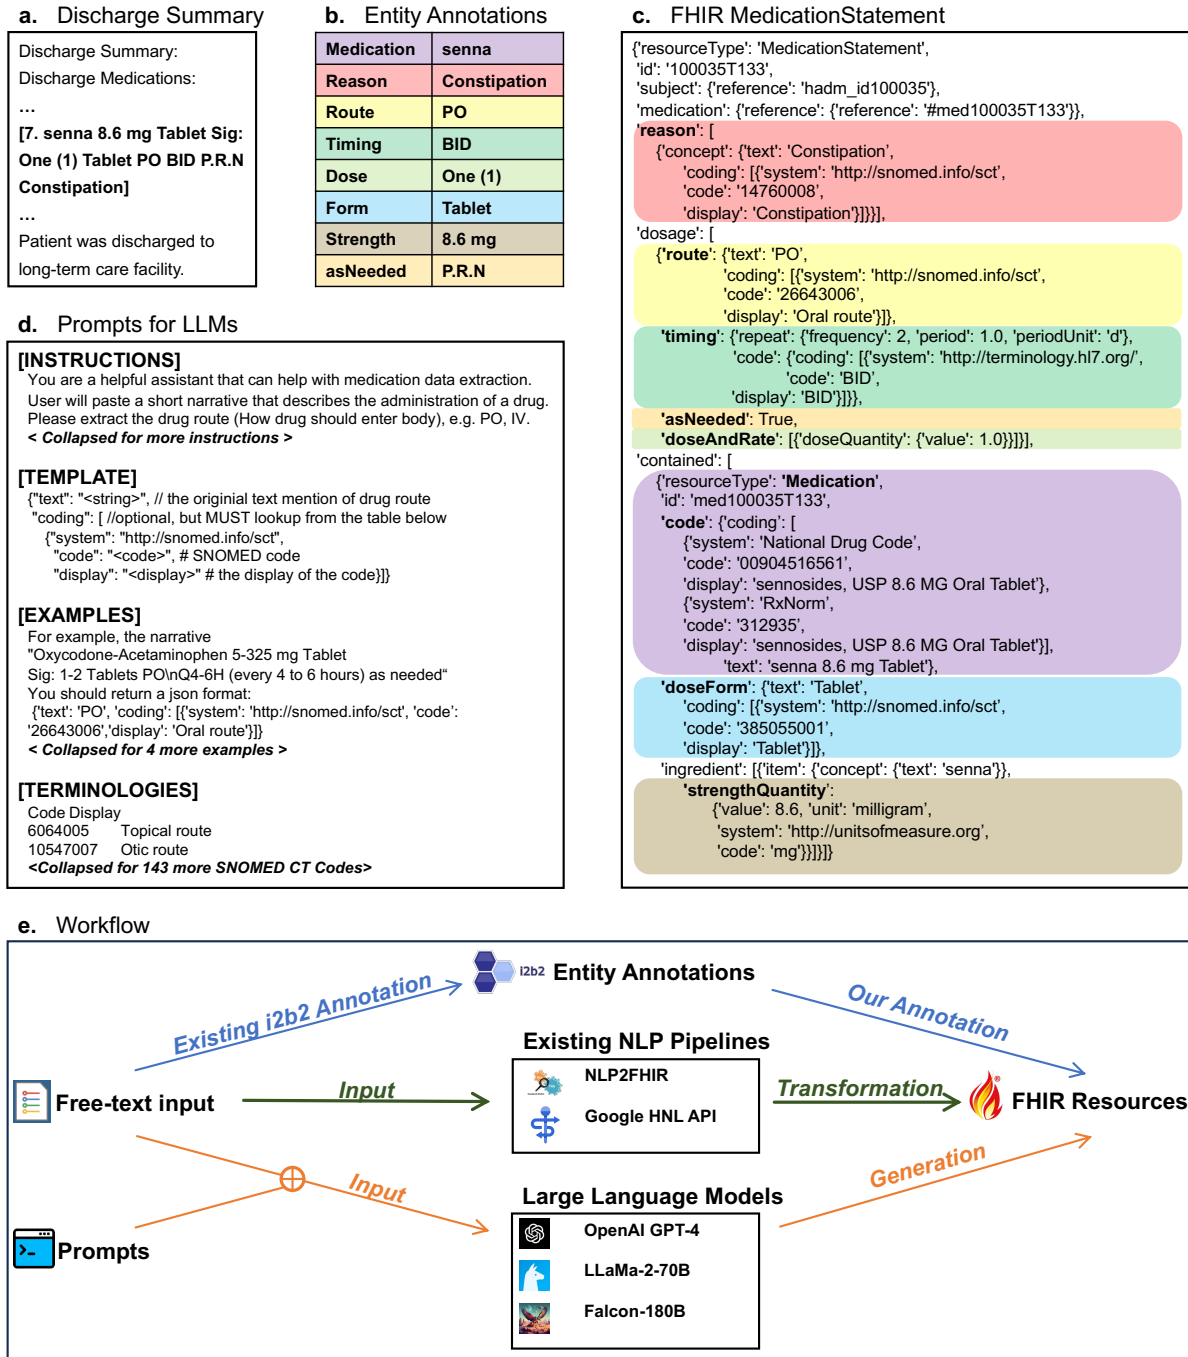 a. Discharge Summary
Discharge Summary:
Discharge Medications:
...
[7. senna 8.6 mg Tablet Sig:
One (1) Tablet PO BID P.R.N
Constipation]
...
Patient was discharged to
long-term care facility.
b. Entity Annotations
Medication senna
Reason Constipation
Route PO
Timing BID
Dose One (1)
Form Tablet
Strength 8.6 mg
asNeeded P.R.N
c. FHIR MedicationStatement
{'resourceType': 'MedicationStatement',
'id': '100035T133',
'subject': {'reference': 'hadm_id100035'},
'medication': {'reference': {'reference': '#med100035T133'}},
'reason': [
{'concept': {'text': 'Constipation',
'coding': [{'system': 'http://snomed.info/sct',
'code': '14760008',
'display': 'Constipation'}]}}],
'dosage': [
{'route': {'text': 'PO',
'coding': [{'system': 'http://snomed.info/sct',
'code': '26643006',
'display': 'Oral route'}]},
'timing': {'repeat': {'frequency': 2, 'period': 1.0, 'periodUnit': 'd'},
'code': {'coding': [{'system': 'http://terminology.hl7.org/',
'code': 'BID',
'display': 'BID'}]}},
'asNeeded': True,
'doseAndRate': [{'doseQuantity': {'value': 1.0}}]}],
'contained': [
{'resourceType': 'Medication',
'id': 'med100035T133',
'code': {'coding': [
{'system': 'National Drug Code',
'code': '00904516561',
'display': 'sennosides, USP 8.6 MG Oral Tablet'},
{'system': 'RxNorm',
'code': '312935',
'display': 'sennosides, USP 8.6 MG Oral Tablet'}],
'text': 'senna 8.6 mg Tablet'},
'doseForm': {'text': 'Tablet',
'coding': [{'system': 'http://snomed.info/sct',
'code': '385055001',
'display': 'Tablet'}]},
'ingredient': [{'item': {'concept': {'text': 'senna'}},
'strengthQuantity':
{'value': 8.6, 'unit': 'milligram',
'system': 'http://unitsofmeasure.org',
'code': 'mg'}}]}]}
d. Prompts for LLMs
[INSTRUCTIONS]
You are a helpful assistant that can help with medication data extraction.
User will paste a short narrative that describes the administration of a drug.
Please extract the drug route (How drug should enter body), e.g. PO, IV.
< Collapsed for more instructions >
[TEMPLATE]
{"text": "<string>", // the originial text mention of drug route
"coding": [ //optional, but MUST lookup from the table below
{"system": "http://snomed.info/sct",
"code": "<code>", # SNOMED code
"display": "<display>" # the display of the code}]}
[EXAMPLES]
For example, the narrative
"Oxycodone-Acetaminophen 5-325 mg Tablet
Sig: 1-2 Tablets PO\nQ4-6H (every 4 to 6 hours) as needed"
You should return a json format:
{'text': 'PO', 'coding': [{'system': 'http://snomed.info/sct', 'code':
'26643006','display': 'Oral route'}]}
< Collapsed for 4 more examples >
[TERMINOLOGIES]
Code Display
6064005 Topical route
10547007 Otic route
<Collapsed for 143 more SNOMED CT Codes>
e. Workflow
i2b2 Entity Annotations
Existing i2b2 Annotation
Our Annotation
Existing NLP Pipelines
NLP2FHIR
Google HNL API
Free-text input
Input
Transformation
FHIR Resources
Input
Generation
Large Language Models
OpenAI GPT-4
LLaMa-2-70B
Falcon-180B
Prompts